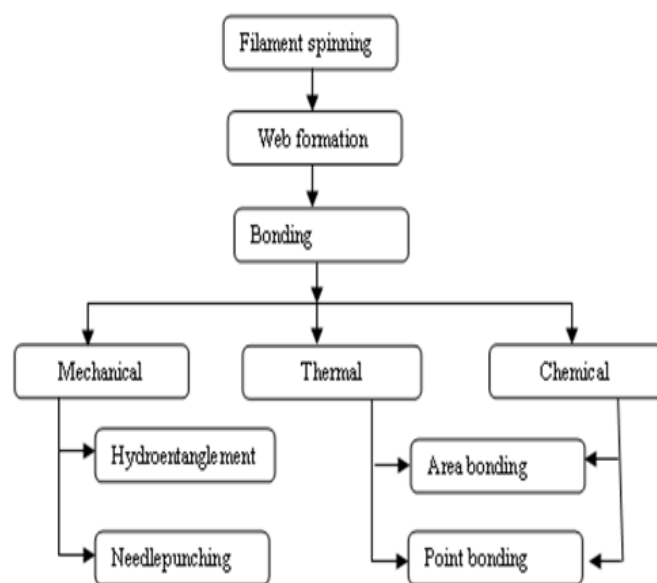 Filament spinning
Web formation
Bonding
Mechanical
Thermal
Chemical
Hydroentanglement
Area bonding
Needlepunching
Point bonding